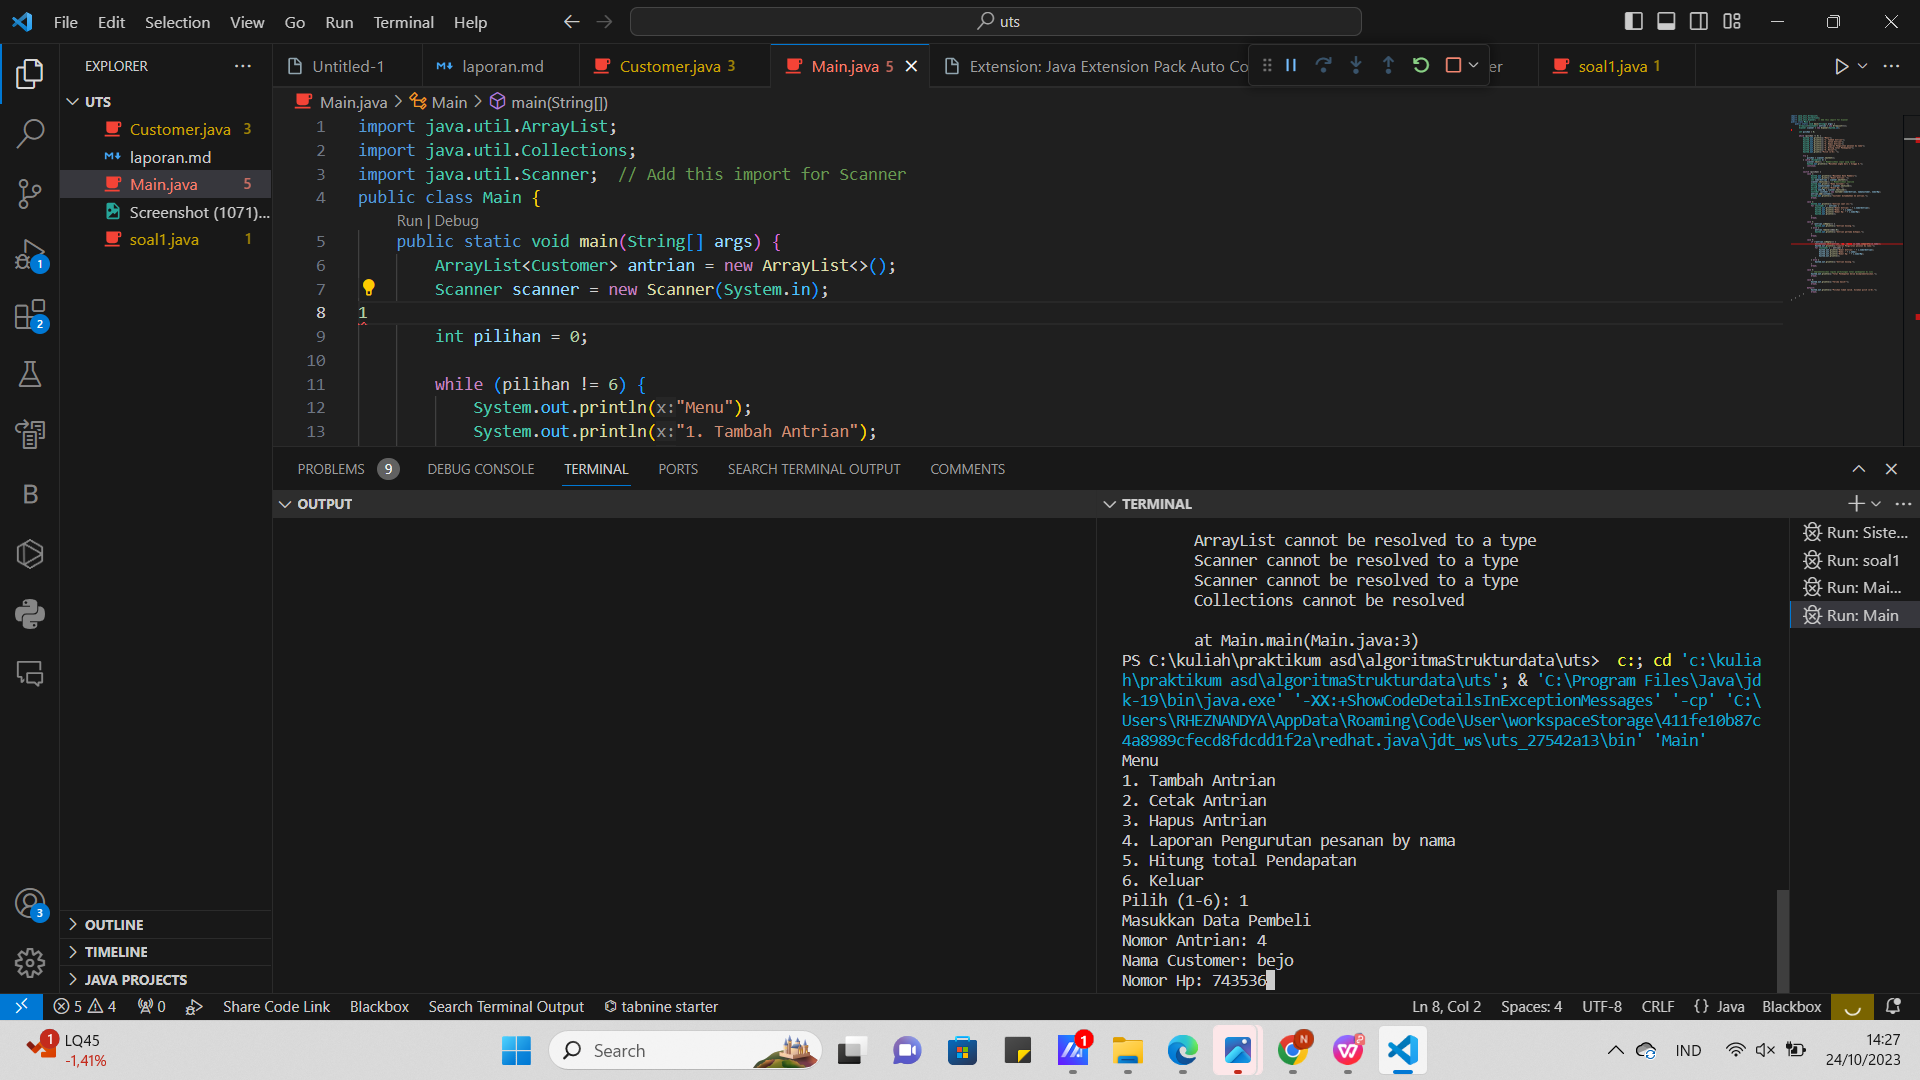 File Edit Selection View Go Run Terminal Help
uts
EXPLORER
Untitled-1
laporan.md
Customer.java 3
Main.java 5
Extension: Java Extension Pack Auto Co
er
soal1.java 1
UTS
Customer.java 3
laporan.md
Main.java 5
Screenshot (1071)...
soal1.java 1
Main.java > Main > main(String[])
1 import java.util.ArrayList;
2 import java.util.Collections;
3 import java.util.Scanner;  // Add this import for Scanner
4 public class Main {
Run | Debug
5 public static void main(String[] args) {
6 ArrayList<Customer> antrian = new ArrayList<>();
7 Scanner scanner = new Scanner(System.in);
8 1
9 int pilihan = 0;
10
11 while (pilihan != 6) {
12 System.out.println(x:"Menu");
13 System.out.println(x:"1. Tambah Antrian");
PROBLEMS 9 DEBUG CONSOLE TERMINAL PORTS SEARCH TERMINAL OUTPUT COMMENTS
OUTPUT
TERMINAL
ArrayList cannot be resolved to a type
Scanner cannot be resolved to a type
Scanner cannot be resolved to a type
Collections cannot be resolved
at Main.main(Main.java:3)
PS C:\kuliah\praktikum asd\algoritmaStrukturdata\uts>  c:; cd 'c:\kulia
h\praktikum asd\algoritmaStrukturdata\uts'; & 'C:\Program Files\Java\jd
k-19\bin\java.exe' '-XX:+ShowCodeDetailsInExceptionMessages' '-cp' 'C:\
Users\RHEZNANDYA\AppData\Roaming\Code\User\workspaceStorage\411fe10b87c
4a8989cfecd8fdcdd1f2a\redhat.java\jdt_ws\uts_27542a13\bin' 'Main'
Menu
1. Tambah Antrian
2. Cetak Antrian
3. Hapus Antrian
4. Laporan Pengurutan pesanan by nama
5. Hitung total Pendapatan
6. Keluar
Pilih (1-6): 1
Masukkan Data Pembeli
Nomor Antrian: 4
Nama Customer: bejo
Nomor Hp: 743536
Run: Siste...
Run: soal1
Run: Mai...
Run: Main
1
2
B
3
OUTLINE
TIMELINE
JAVA PROJECTS
5 4 0 Share Code Link Blackbox Search Terminal Output tabnine starter
Ln 8, Col 2 Spaces: 4 UTF-8 CRLF {} Java Blackbox
1
LQ45
-1,41%
Search
1
N
IND
14:27
24/10/2023